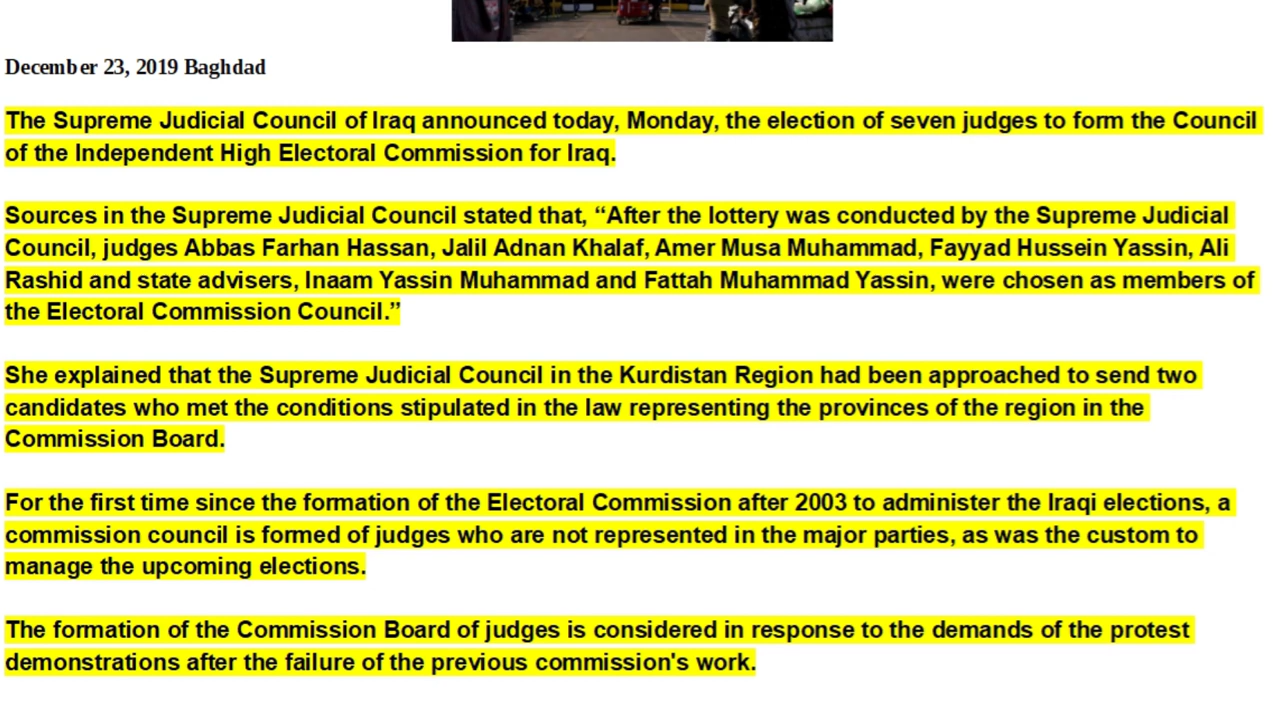 December 23, 2019 Baghdad
The Supreme Judicial Council of Iraq announced today, Monday, the election of seven judges to form the Council
of the Independent High Electoral Commission for Iraq.
Sources in the Supreme Judicial Council stated that, “After the lottery was conducted by the Supreme Judicial
Council, judges Abbas Farhan Hassan, Jalil Adnan Khalaf, Amer Musa Muhammad, Fayyad Hussein Yassin, Ali
Rashid and state advisers, Inaam Yassin Muhammad and Fattah Muhammad Yassin, were chosen as members of
the Electoral Commission Council.”
She explained that the Supreme Judicial Council in the Kurdistan Region had been approached to send two
candidates who met the conditions stipulated in the law representing the provinces of the region in the
Commission Board.
For the first time since the formation of the Electoral Commission after 2003 to administer the Iraqi elections, a
commission council is formed of judges who are not represented in the major parties, as was the custom to
manage the upcoming elections.
The formation of the Commission Board of judges is considered in response to the demands of the protest
demonstrations after the failure of the previous commission's work.